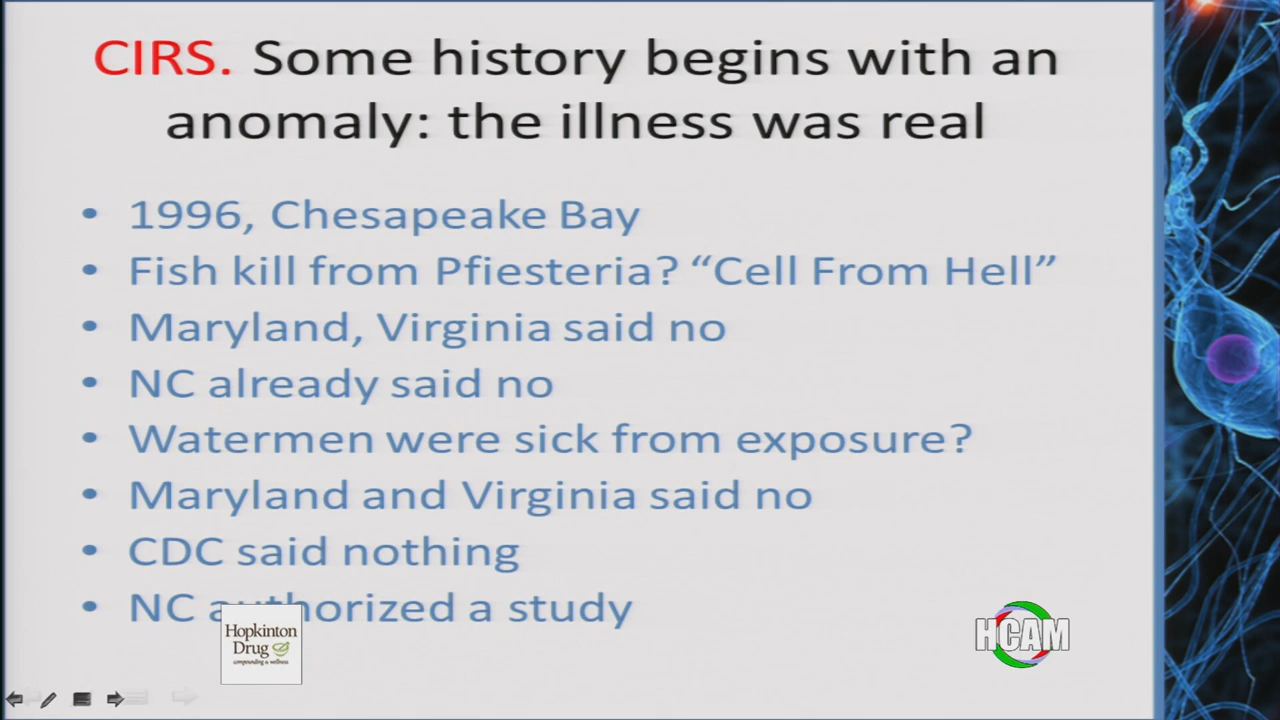 CIRS. Some history begins with an
anomaly: the illness was real
• 1996, Chesapeake Bay
• Fish kill from Pfiesteria? “Cell From Hell”
• Maryland, Virginia said no
• NC already said no
• Watermen were sick from exposure?
• Maryland and Virginia said no
• CDC said nothing
• NC authorized a study
Hopkinton
Drug
compounding & wellness
HCAM